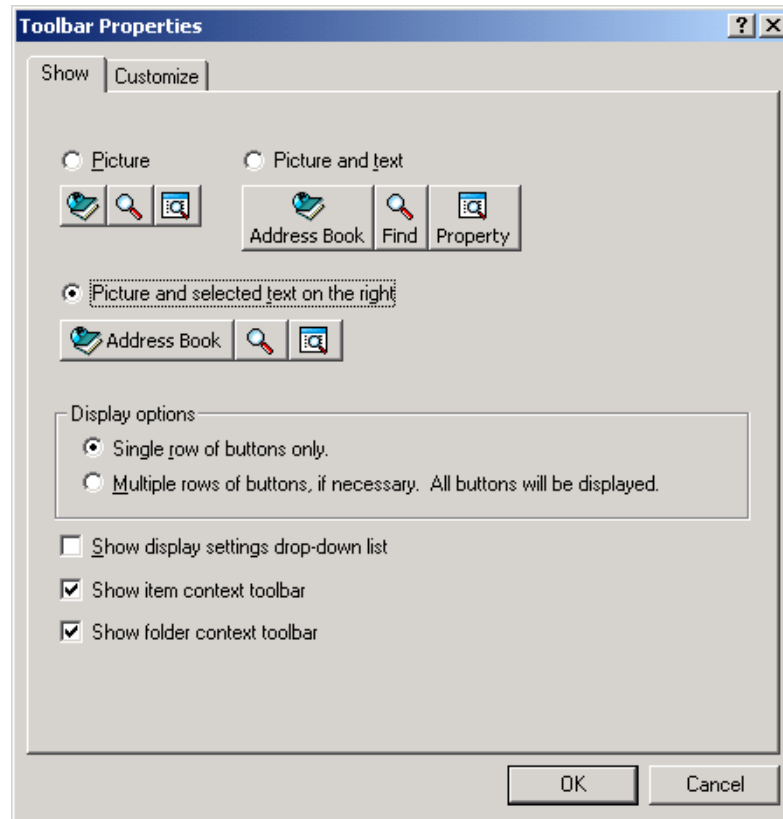 Toolbar Properties
Show Customize
Picture Picture and text
Address Book Find Property
Picture and selected text on the right
Address Book
Display options
Single row of buttons only.
Multiple rows of buttons, if necessary. All buttons will be displayed.
Show display settings drop-down list
Show item context toolbar
Show folder context toolbar
OK Cancel